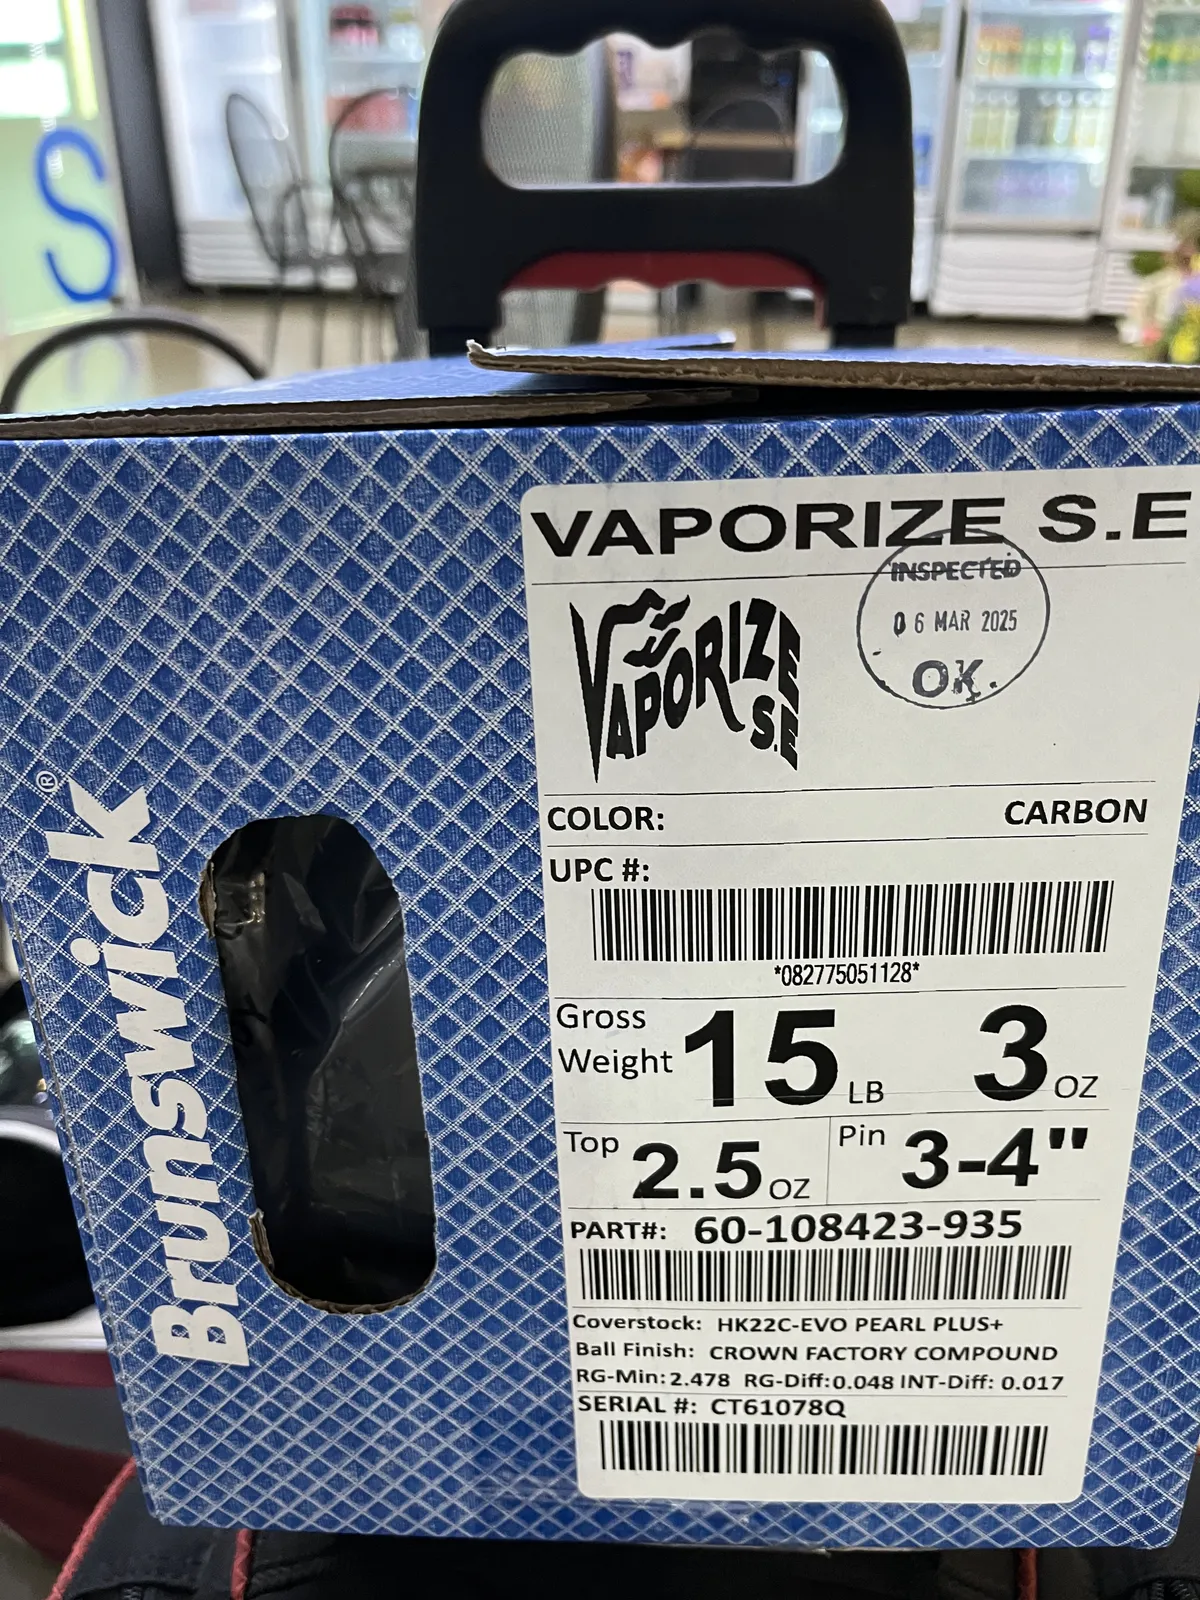 S
VAPORIZE S.E
INSPECTED
06 MAR 2025
OK.
VAPORIZE
S.E
COLOR: CARBON
UPC #:
*082775051128*
Gross Weight 15 LB 3 OZ
Top 2.5 OZ Pin 3-4"
PART#: 60-108423-935
Coverstock: HK22C-EVO PEARL PLUS+
Ball Finish: CROWN FACTORY COMPOUND
RG-Min: 2.478 RG-Diff: 0.048 INT-Diff: 0.017
SERIAL #: CT61078Q
Brunswick®